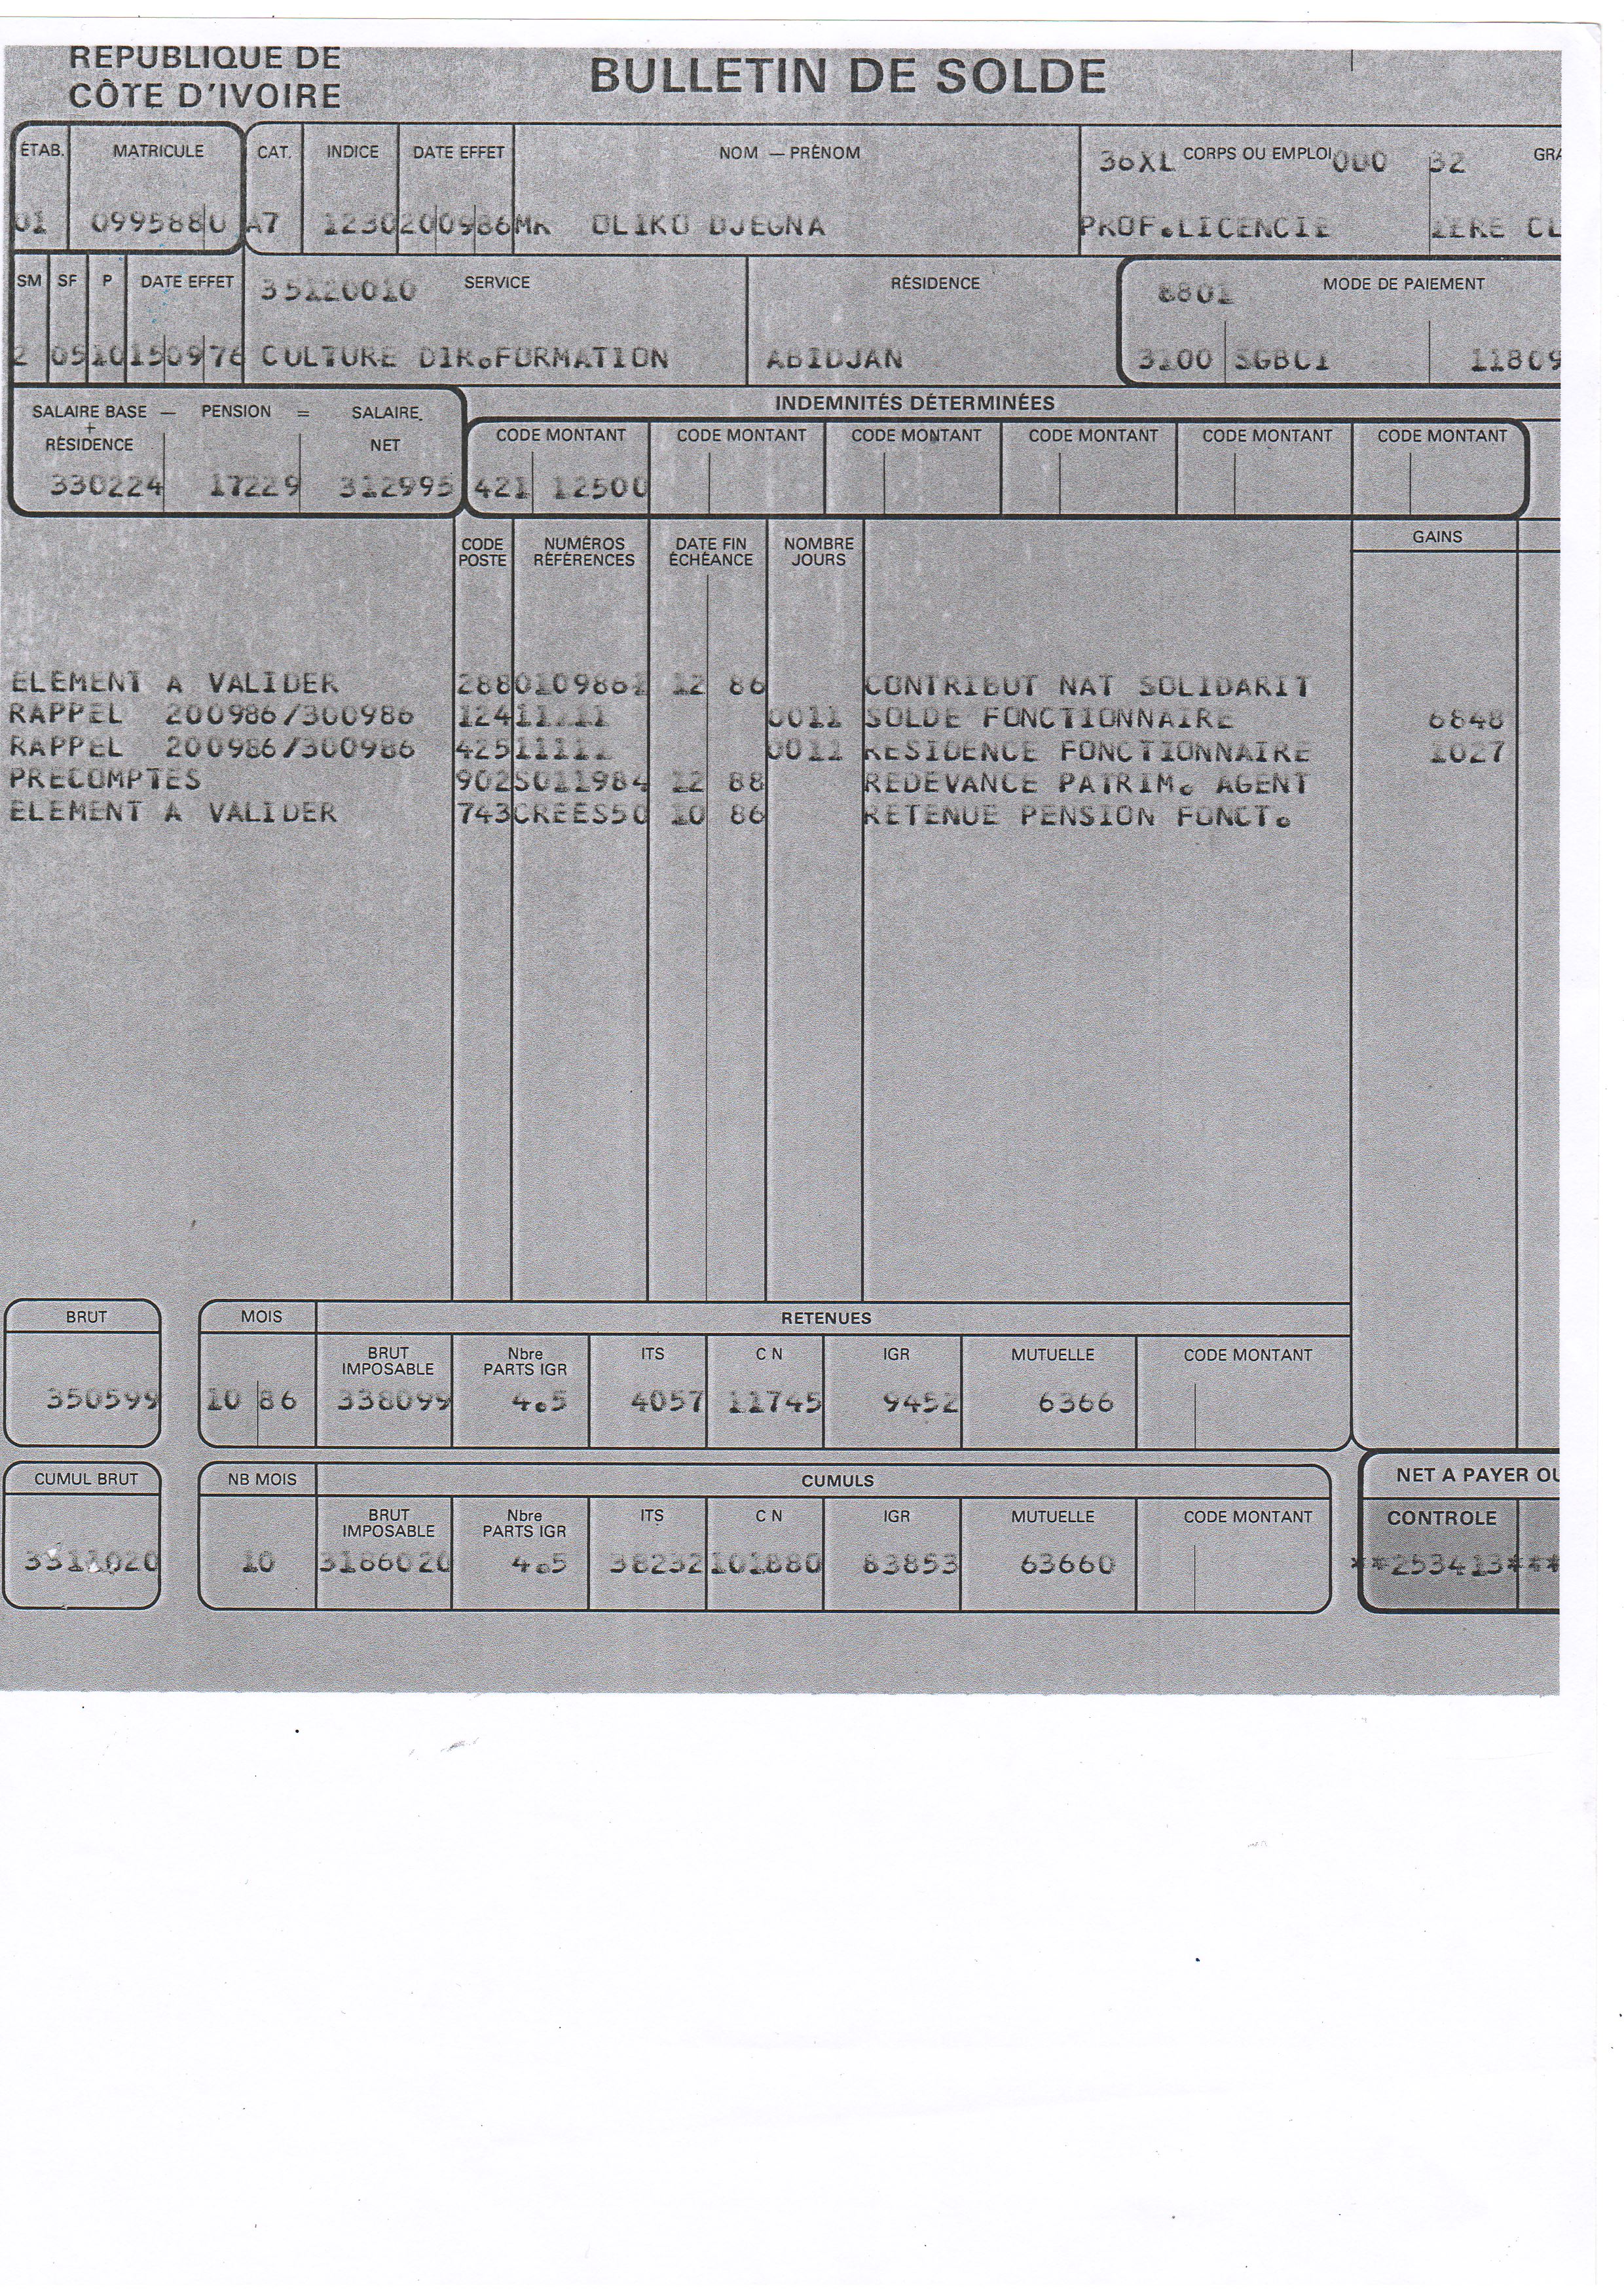 REPUBLIQUE DE
CÔTE D'IVOIRE
BULLETIN DE SOLDE
ÉTAB. MATRICULE CAT. INDICE DATE EFFET NOM — PRÉNOM 36XL CORPS OU EMPLOI 000 32 GRA
01 0995888 0 A7 1230 200986 MR OLIKO DJEGNA PROF.LICENCIE 1ERE CL
SM SF P DATE EFFET 35120010 SERVICE RÉSIDENCE 8801 MODE DE PAIEMENT
2 05 10 150976 CULTURE DIR.FORMATION ABIDJAN 3100 SGBCI 11809
SALAIRE BASE — PENSION = SALAIRE INDEMNITÉS DÉTERMINÉES
+
RÉSIDENCE NET CODE MONTANT CODE MONTANT CODE MONTANT CODE MONTANT CODE MONTANT CODE MONTANT
330224 17229 312995 421 12500
CODE POSTE NUMÉROS RÉFÉRENCES DATE FIN ÉCHÉANCE NOMBRE JOURS GAINS
ELEMENT A VALIDER 288 0109861 12 86 CONTRIBUT NAT SOLIDARIT
RAPPEL 200986/300986 124 11111 0011 SOLDE FONCTIONNAIRE 6848
RAPPEL 200986/300986 425 11111 0011 RESIDENCE FONCTIONNAIRE 1027
PRECOMPTES 902 S011984 12 88 REDEVANCE PATRIM. AGENT
ELEMENT A VALIDER 743 CREES50 10 86 RETENUE PENSION FONCT.
BRUT MOIS RETENUES
BRUT IMPOSABLE Nbre PARTS IGR ITS C N IGR MUTUELLE CODE MONTANT
350599 10 86 338099 4.5 4057 11745 9452 6366
CUMUL BRUT NB MOIS CUMULS NET A PAYER OU
BRUT IMPOSABLE Nbre PARTS IGR ITS C N IGR MUTUELLE CODE MONTANT CONTROLE
3311020 10 3186020 4.5 38232 101880 83853 63660 **253413***